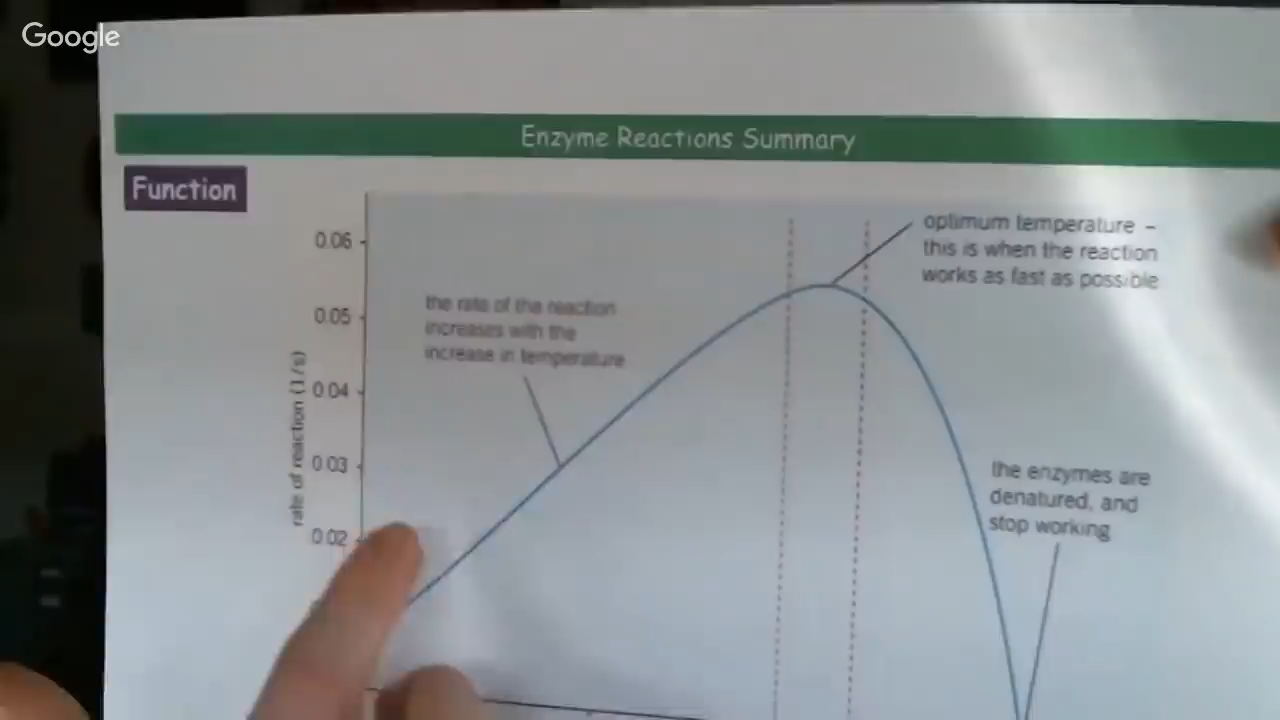 Google
Enzyme Reactions Summary
Function
0.06
0.05
0.04
0.03
0.02
rate of reaction (1/s)
the rate of the reaction
increases with the
increase in temperature
optimum temperature –
this is when the reaction
works as fast as possible
the enzymes are
denatured, and
stop working